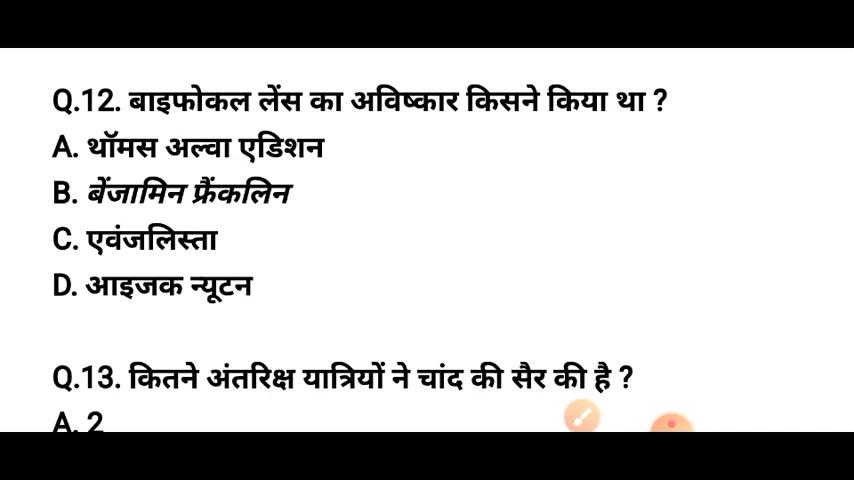 Q.12. बाइफोकल लेंस का अविष्कार किसने किया था ?
A. थॉमस अल्वा एडिशन
B. बेंजामिन फ्रैंकलिन
C. एवंजलिस्ता
D. आइजक न्यूटन
Q.13. कितने अंतरिक्ष यात्रियों ने चांद की सैर की है ?
A. 2